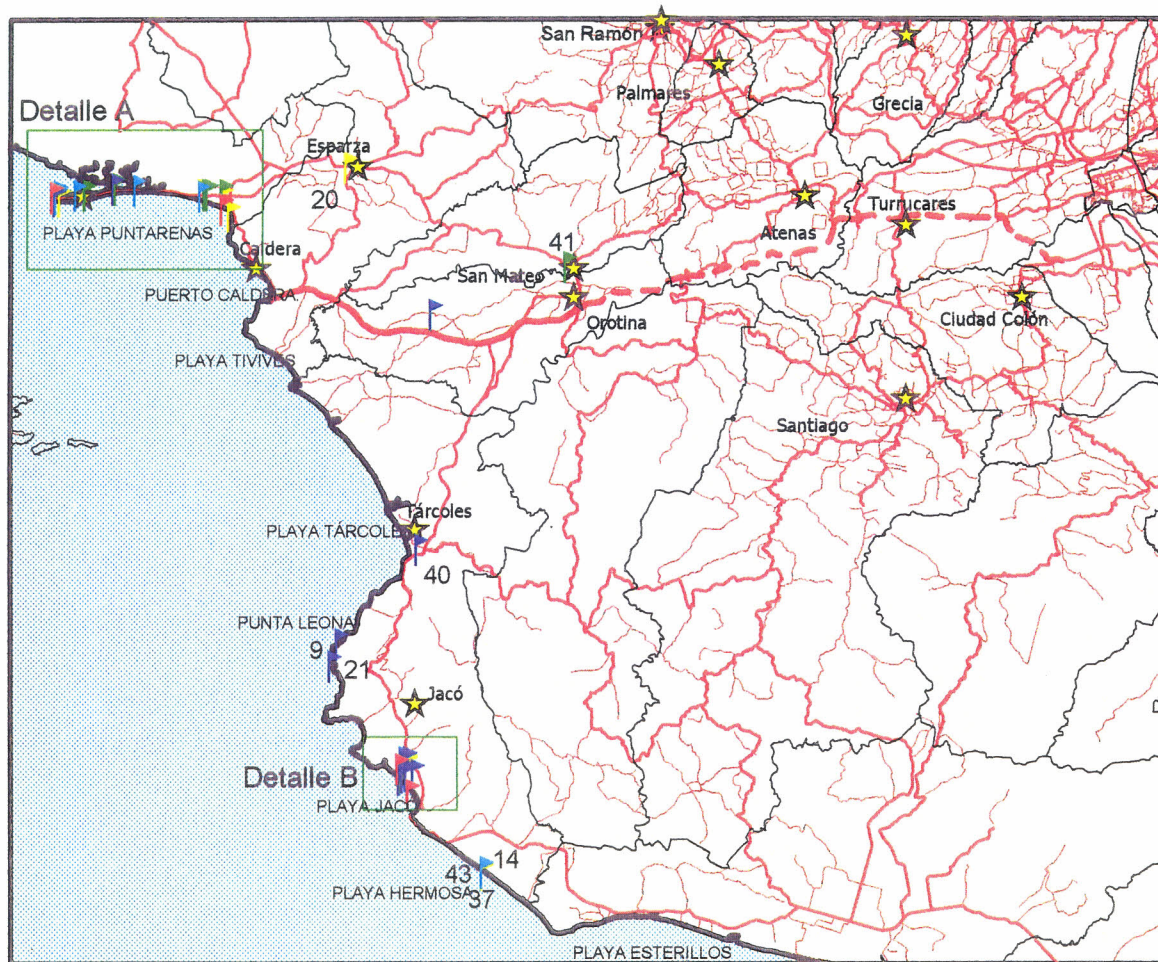 San Ramón
Palmares
Grecia
Detalle A
Esparza
20
Turrucares
Atenas
PLAYA PUNTARENAS
Caldera
41
San Mateo
PUERTO CALDERA
Orotina
Ciudad Colón
PLAYA TIVIVES
Santiago
Tárcoles
PLAYA TÁRCOLES
40
PUNTA LEONA
9
21
Jacó
Detalle B
PLAYA JACO
14
43
PLAYA HERMOSA
37
PLAYA ESTERILLOS